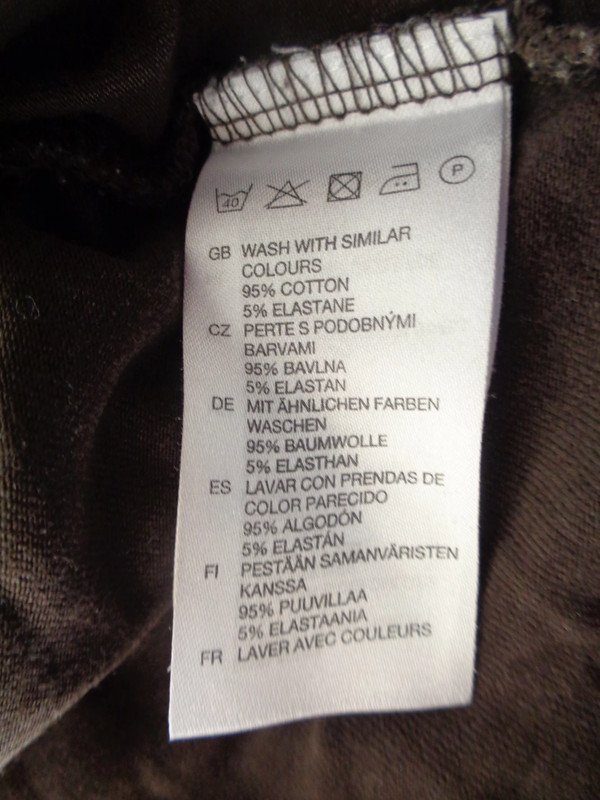 40 P
GB WASH WITH SIMILAR
COLOURS
95% COTTON
5% ELASTANE
CZ PERTE S PODOBNÝMI
BARVAMI
95% BAVLNA
5% ELASTAN
DE MIT ÄHNLICHEN FARBEN
WASCHEN
95% BAUMWOLLE
5% ELASTHAN
ES LAVAR CON PRENDAS DE
COLOR PARECIDO
95% ALGODÓN
5% ELASTÁN
FI PESTÄÄN SAMANVÄRISTEN
KANSSA
95% PUUVILLAA
5% ELASTAANIA
FR LAVER AVEC COULEURS